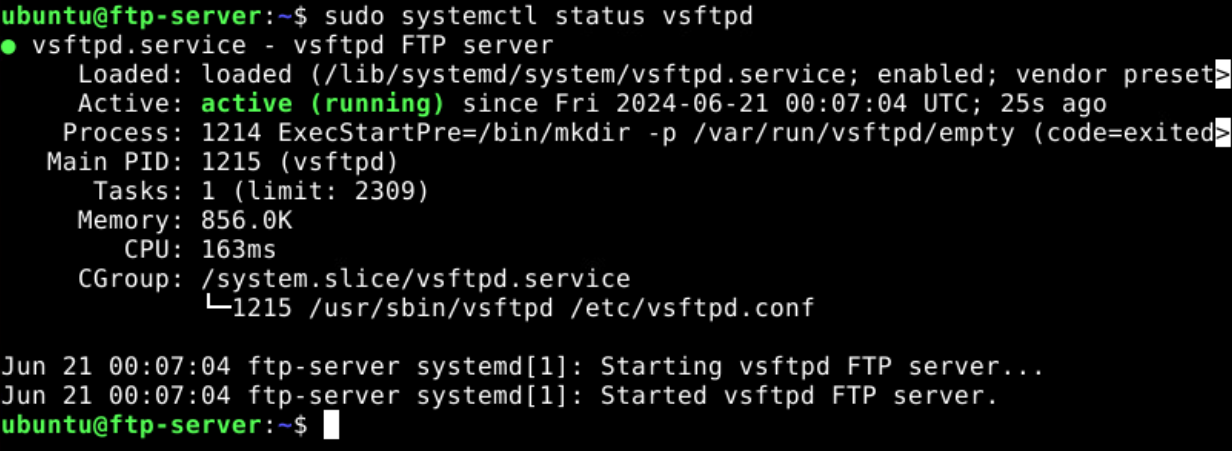 ubuntu@ftp-server:~$ sudo systemctl status vsftpd
● vsftpd.service - vsftpd FTP server
     Loaded: loaded (/lib/systemd/system/vsftpd.service; enabled; vendor preset>
     Active: active (running) since Fri 2024-06-21 00:07:04 UTC; 25s ago
    Process: 1214 ExecStartPre=/bin/mkdir -p /var/run/vsftpd/empty (code=exited>
   Main PID: 1215 (vsftpd)
      Tasks: 1 (limit: 2309)
     Memory: 856.0K
        CPU: 163ms
     CGroup: /system.slice/vsftpd.service
             └─1215 /usr/sbin/vsftpd /etc/vsftpd.conf

Jun 21 00:07:04 ftp-server systemd[1]: Starting vsftpd FTP server...
Jun 21 00:07:04 ftp-server systemd[1]: Started vsftpd FTP server.
ubuntu@ftp-server:~$